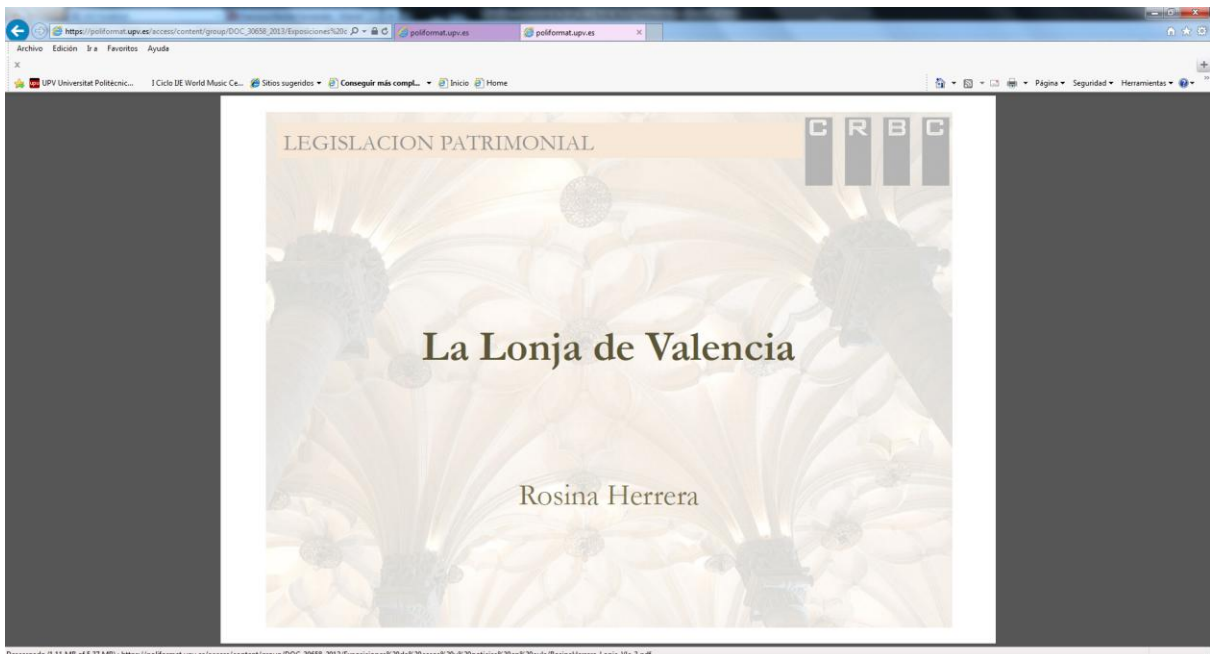 https://poliformat.upv.es/access/content/group/DOC_30658_2013/Exposiciones%20c
poliformat.upv.es
poliformat.upv.es
Archivo Edición Ir a Favoritos Ayuda
UPV Universitat Politècnic... I Ciclo DE World Music Ce... Sitios sugeridos Conseguir más compl... Inicio Home
Página Seguridad Herramientas
LEGISLACION PATRIMONIAL
C R B C
La Lonja de Valencia
Rosina Herrera